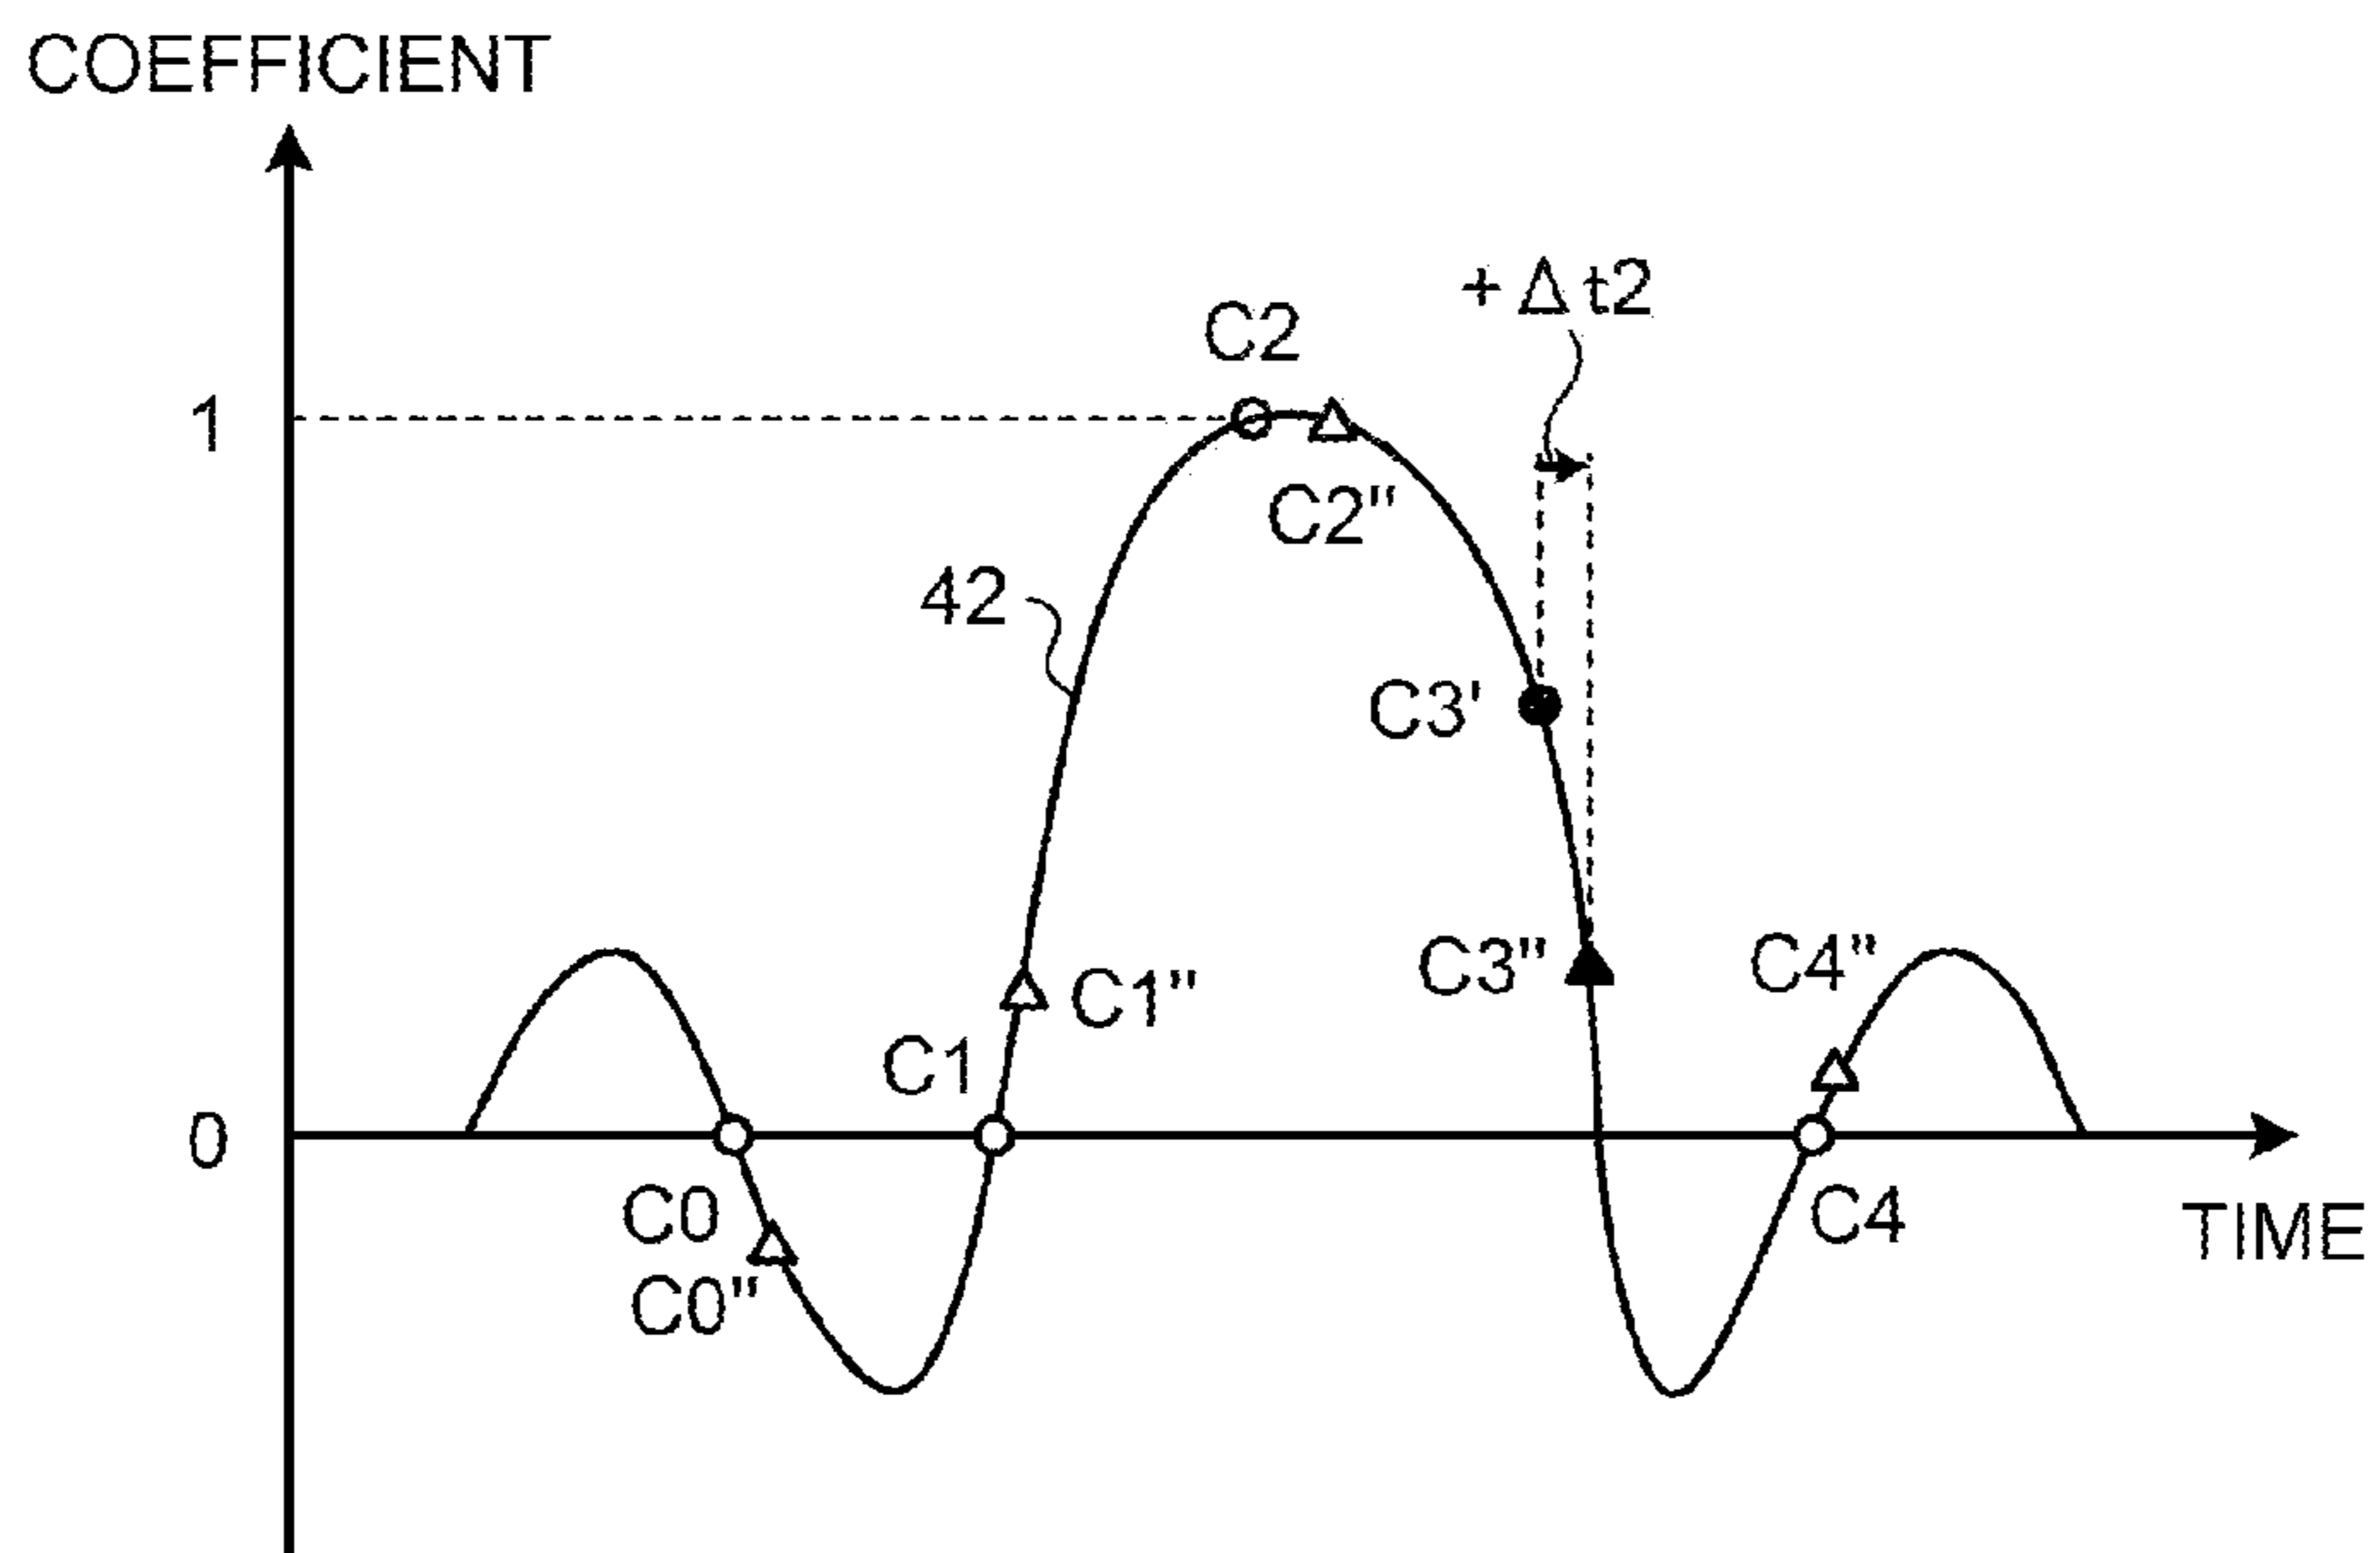 COEFFICIENT
+Δt2
C2
1
C2"
42
C3'
C3"
C4"
C1"
C1
0
C0
C4
TIME
C0"